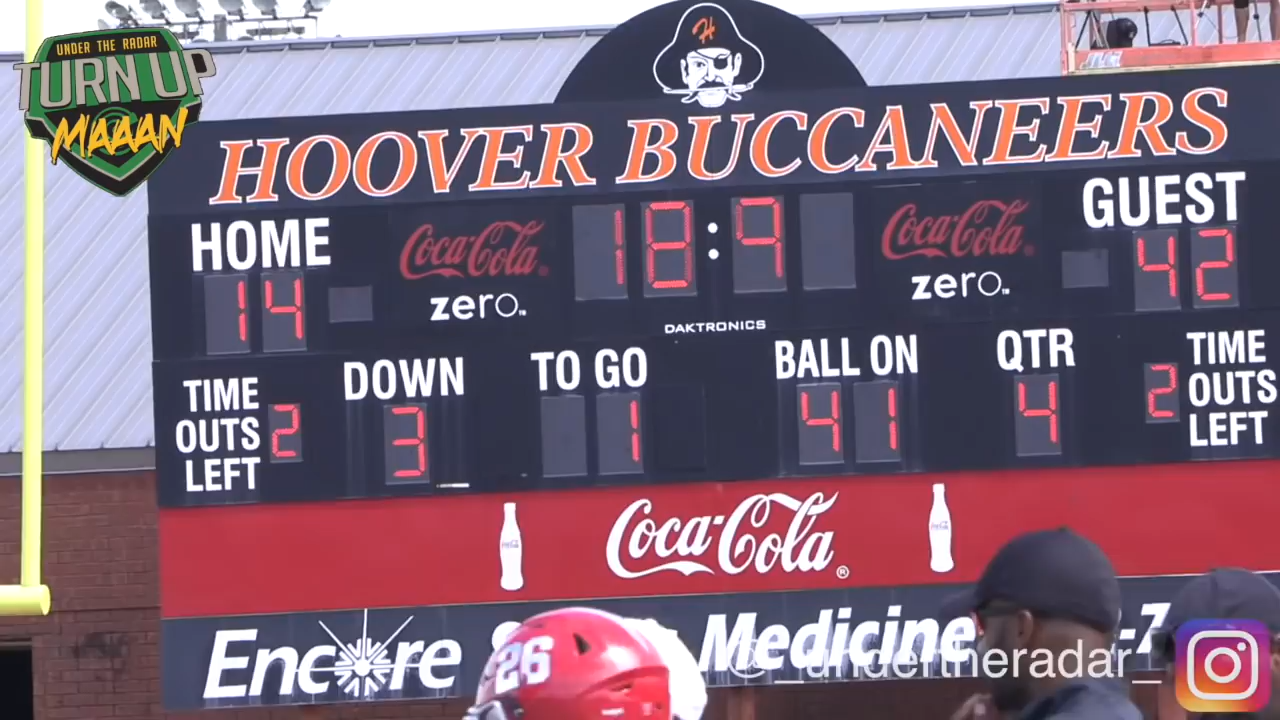 UNDER THE RADAR
TURN UP
MAAAN
H
HOOVER BUCCANEERS
HOME
14
Coca-Cola
zero
18:7
Coca-Cola
zero
GUEST
42
DAKTRONICS
TIME
OUTS
LEFT
2
DOWN
3
TO GO
1
BALL ON
41
QTR
4
2
TIME
OUTS
LEFT
Coca-Cola
Encore
Medicine
-7
26
@_undertheradar_